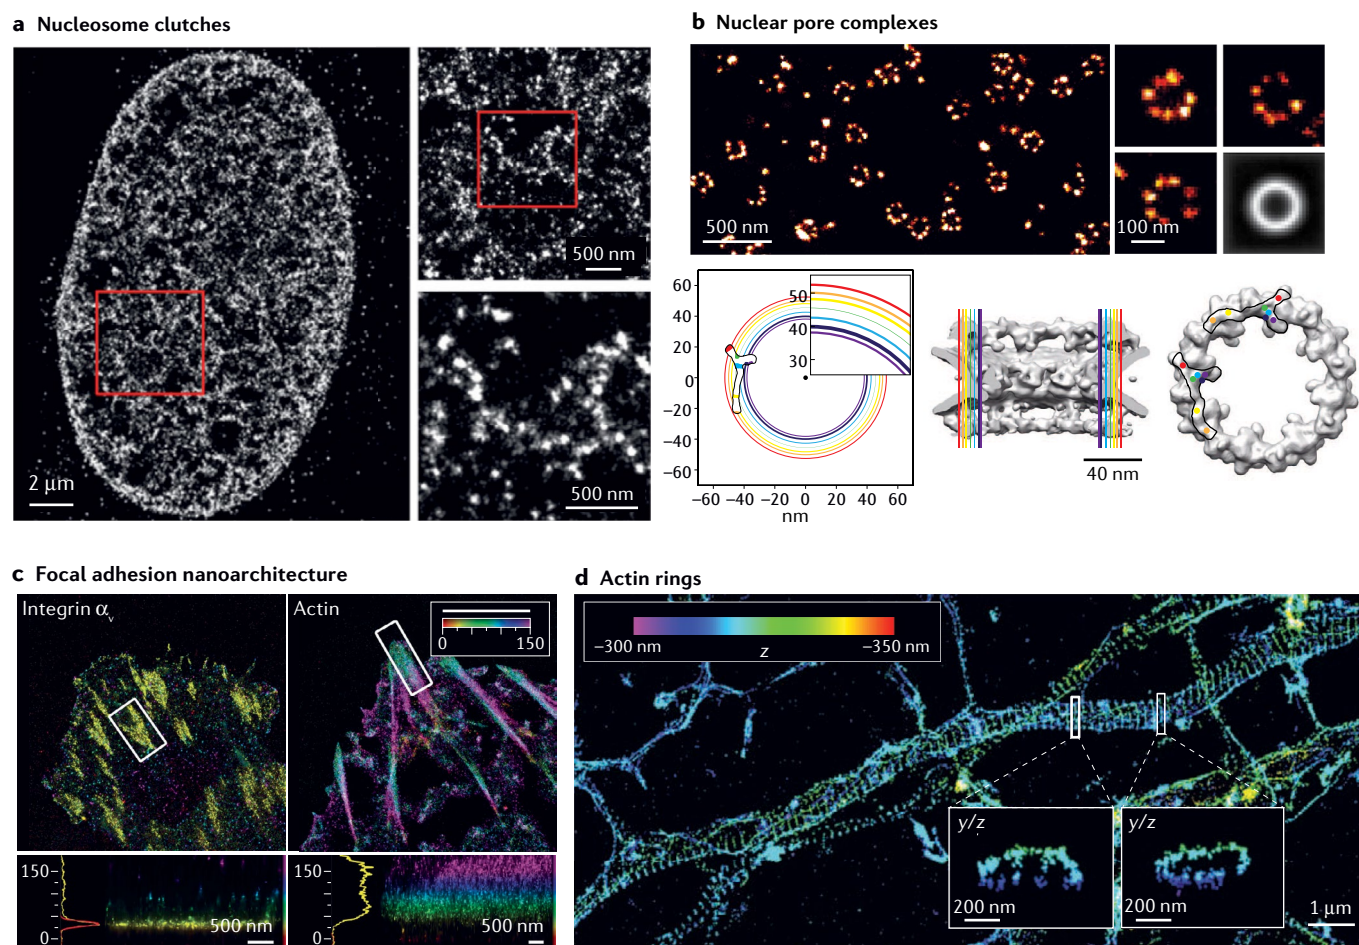 a Nucleosome clutches
2 μm
500 nm
500 nm
b Nuclear pore complexes
500 nm
100 nm
60
40
20
0
−20
−40
−60
−60 −40 −20 0 20 40 60
nm
50
40
30
40 nm
c Focal adhesion nanoarchitecture
Integrin αv
Actin
0 150
150
0
500 nm
150
0
500 nm
d Actin rings
−300 nm z −350 nm
y/z
200 nm
y/z
200 nm
1 μm